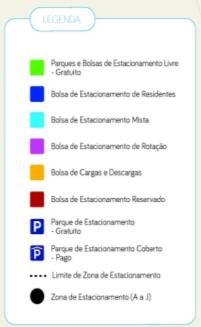 LEGENDA
Parques e Bolsas de Estacionamento Livre
- Gratuito
Bolsa de Estacionamento de Residentes
Bolsa de Estacionamento Mista
Bolsa de Estacionamento de Rotação
Bolsa de Cargas e Descargas
Bolsa de Estacionamento Reservado
P Parque de Estacionamento
- Gratuito
P Parque de Estacionamento Coberto
- Pago
Limite de Zona de Estacionamento
Zona de Estacionamento (A a J)